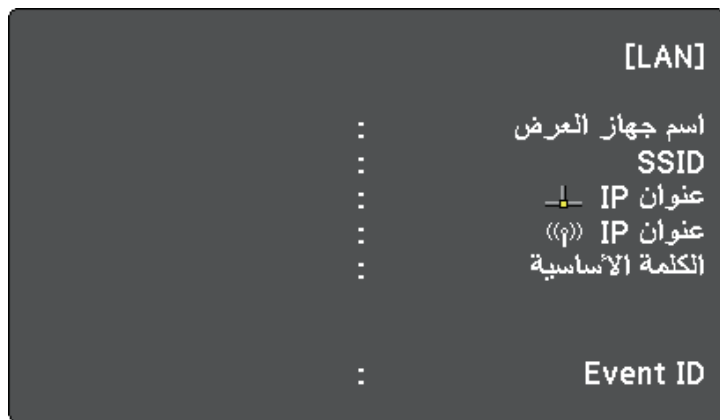 [LAN]
اسم جهاز العرض :
SSID :
عنوان IP :
عنوان IP :
الكلمة الأساسية :
Event ID :